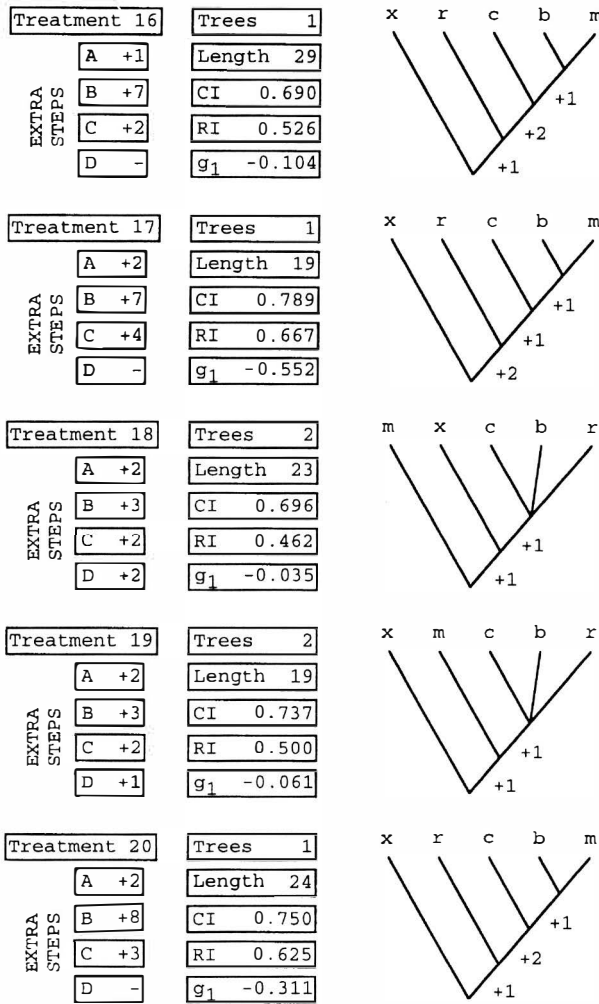 Treatment 16 Trees 1 x r c b m
A +1 Length 29
B +7 CI 0.690 +1
C +2 RI 0.526 +2
D - g1 -0.104 +1
EXTRA STEPS
Treatment 17 Trees 1 x r c b m
A +2 Length 19
B +7 CI 0.789 +1
C +4 RI 0.667 +1
D - g1 -0.552 +2
EXTRA STEPS
Treatment 18 Trees 2 m x c b r
A +2 Length 23
B +3 CI 0.696
C +2 RI 0.462 +1
D +2 g1 -0.035 +1
EXTRA STEPS
Treatment 19 Trees 2 x m c b r
A +2 Length 19
B +3 CI 0.737
C +2 RI 0.500 +1
D +1 g1 -0.061 +1
EXTRA STEPS
Treatment 20 Trees 1 x r c b m
A +2 Length 24
B +8 CI 0.750 +1
C +3 RI 0.625 +2
D - g1 -0.311 +1
EXTRA STEPS